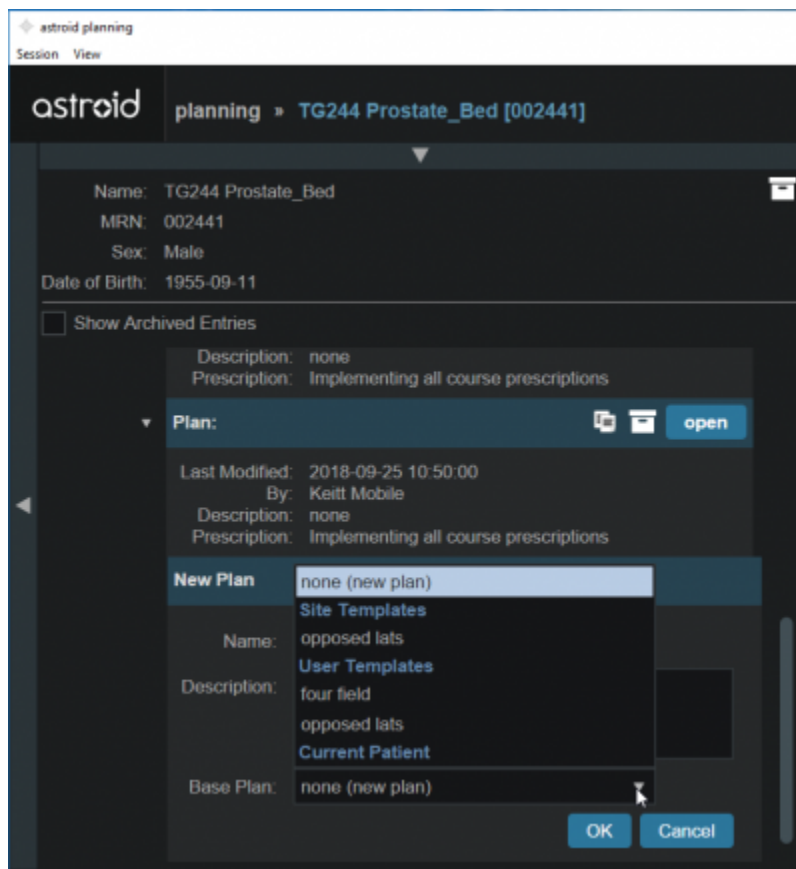 astroid planning
Session View
astroid planning » TG244 Prostate_Bed [002441]
Name: TG244 Prostate_Bed
MRN: 002441
Sex: Male
Date of Birth: 1955-09-11
Show Archived Entries
Description: none
Prescription: Implementing all course prescriptions
Plan: open
Last Modified: 2018-09-25 10:50:00
By: Keitt Mobile
Description: none
Prescription: Implementing all course prescriptions
New Plan
none (new plan)
Site Templates
Name: opposed lats
User Templates
Description: four field
opposed lats
Current Patient
Base Plan: none (new plan)
OK Cancel